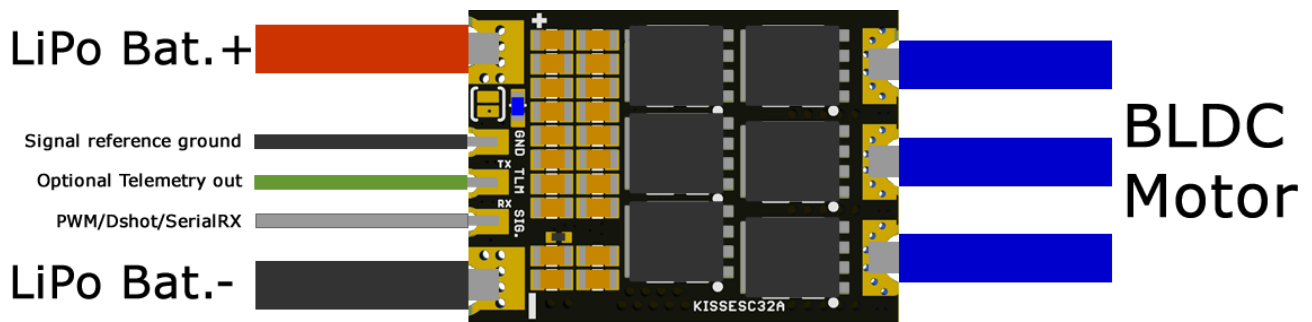 LiPo Bat.+
Signal reference ground
Optional Telemetry out
PWM/Dshot/SerialRX
LiPo Bat.-
+
GND
TX
TLM
RX
SIG.
KISSESC32A
BLDC
Motor